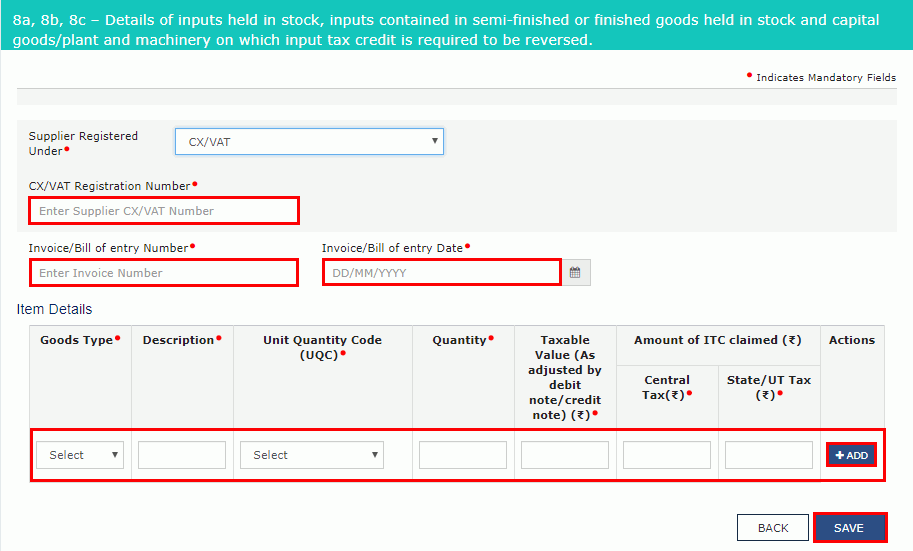 8a, 8b, 8c – Details of inputs held in stock, inputs contained in semi-finished or finished goods held in stock and capital
goods/plant and machinery on which input tax credit is required to be reversed.
• Indicates Mandatory Fields
Supplier Registered
Under•
CX/VAT
CX/VAT Registration Number•
Enter Supplier CX/VAT Number
Invoice/Bill of entry Number•
Invoice/Bill of entry Date•
Enter Invoice Number
DD/MM/YYYY
Item Details
Goods Type•
Description•
Unit Quantity Code
(UQC)•
Quantity•
Taxable
Value (As
adjusted by
debit
note/credit
note) (₹)•
Amount of ITC claimed (₹)
Central
Tax(₹)•
State/UT Tax
(₹)•
Actions
Select
Select
+ ADD
BACK
SAVE